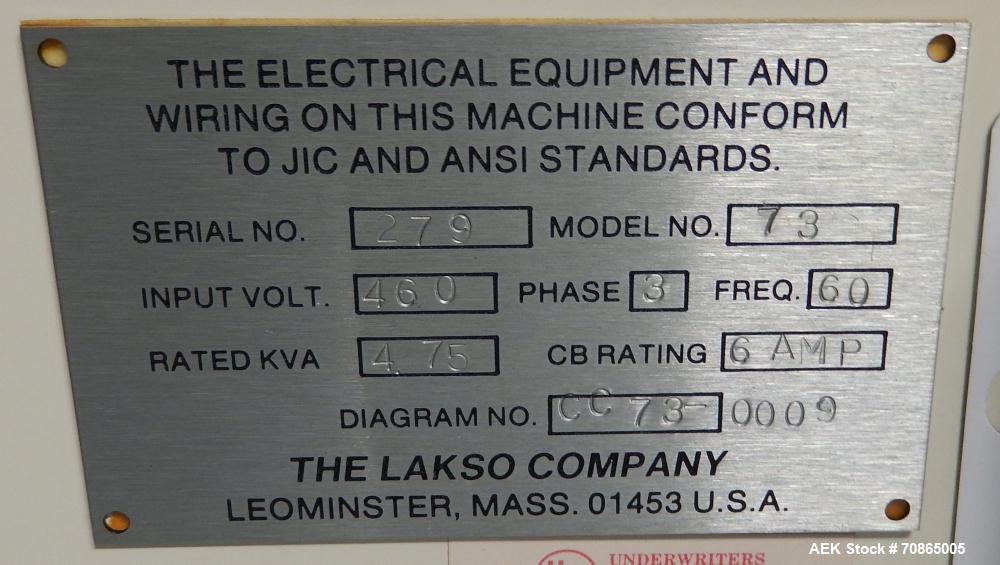 THE ELECTRICAL EQUIPMENT AND
WIRING ON THIS MACHINE CONFORM
TO JIC AND ANSI STANDARDS.
SERIAL NO. 279 MODEL NO. 73
INPUT VOLT. 460 PHASE 3 FREQ. 60
RATED KVA 4.75 CB RATING 6 AMP
DIAGRAM NO. CC 73-0009
THE LAKSO COMPANY
LEOMINSTER, MASS. 01453 U.S.A.
UNDERWRITERS
AEK Stock # 70865005